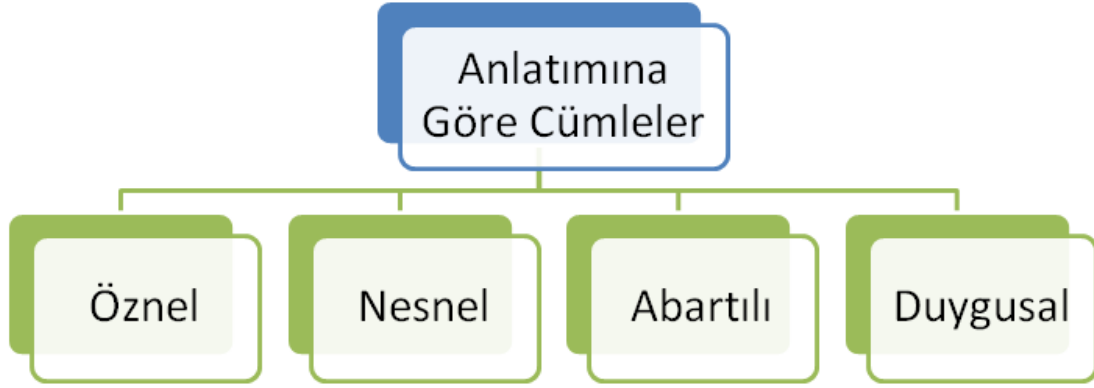 Anlatımına
Göre Cümleler
Öznel
Nesnel
Abartılı
Duygusal